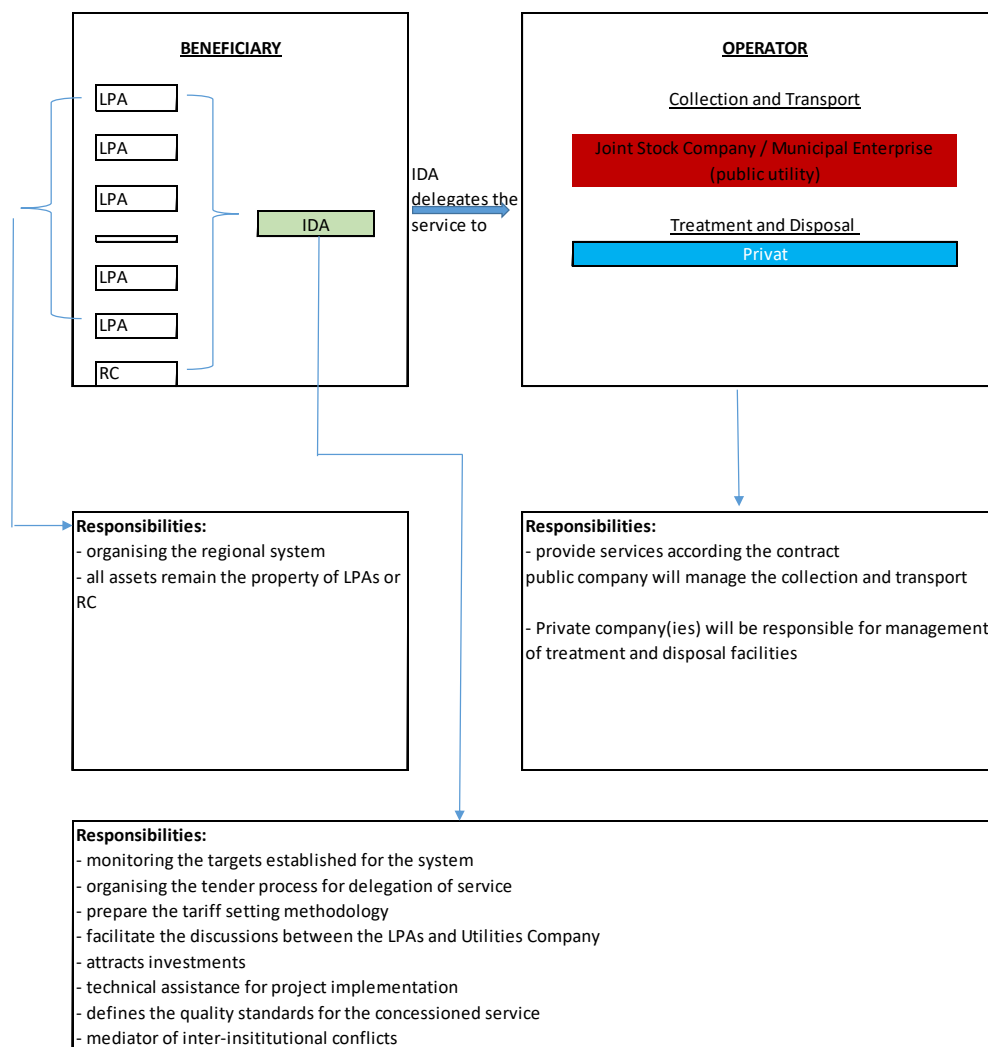 BENEFICIARY
LPA
LPA
LPA
LPA
LPA
RC
IDA
IDA
delegates the
service to
OPERATOR
Collection and Transport
Joint Stock Company / Municipal Enterprise
(public utility)
Treatment and Disposal
Privat
Responsibilities:
- organising the regional system
- all assets remain the property of LPAs or
RC
Responsibilities:
- provide services according the contract
public company will manage the collection and transport
- Private company(ies) will be responsible for management
of treatment and disposal facilities
Responsibilities:
- monitoring the targets established for the system
- organising the tender process for delegation of service
- prepare the tariff setting methodology
- facilitate the discussions between the LPAs and Utilities Company
- attracts investments
- technical assistance for project implementation
- defines the quality standards for the concessioned service
- mediator of inter-insititutional conflicts